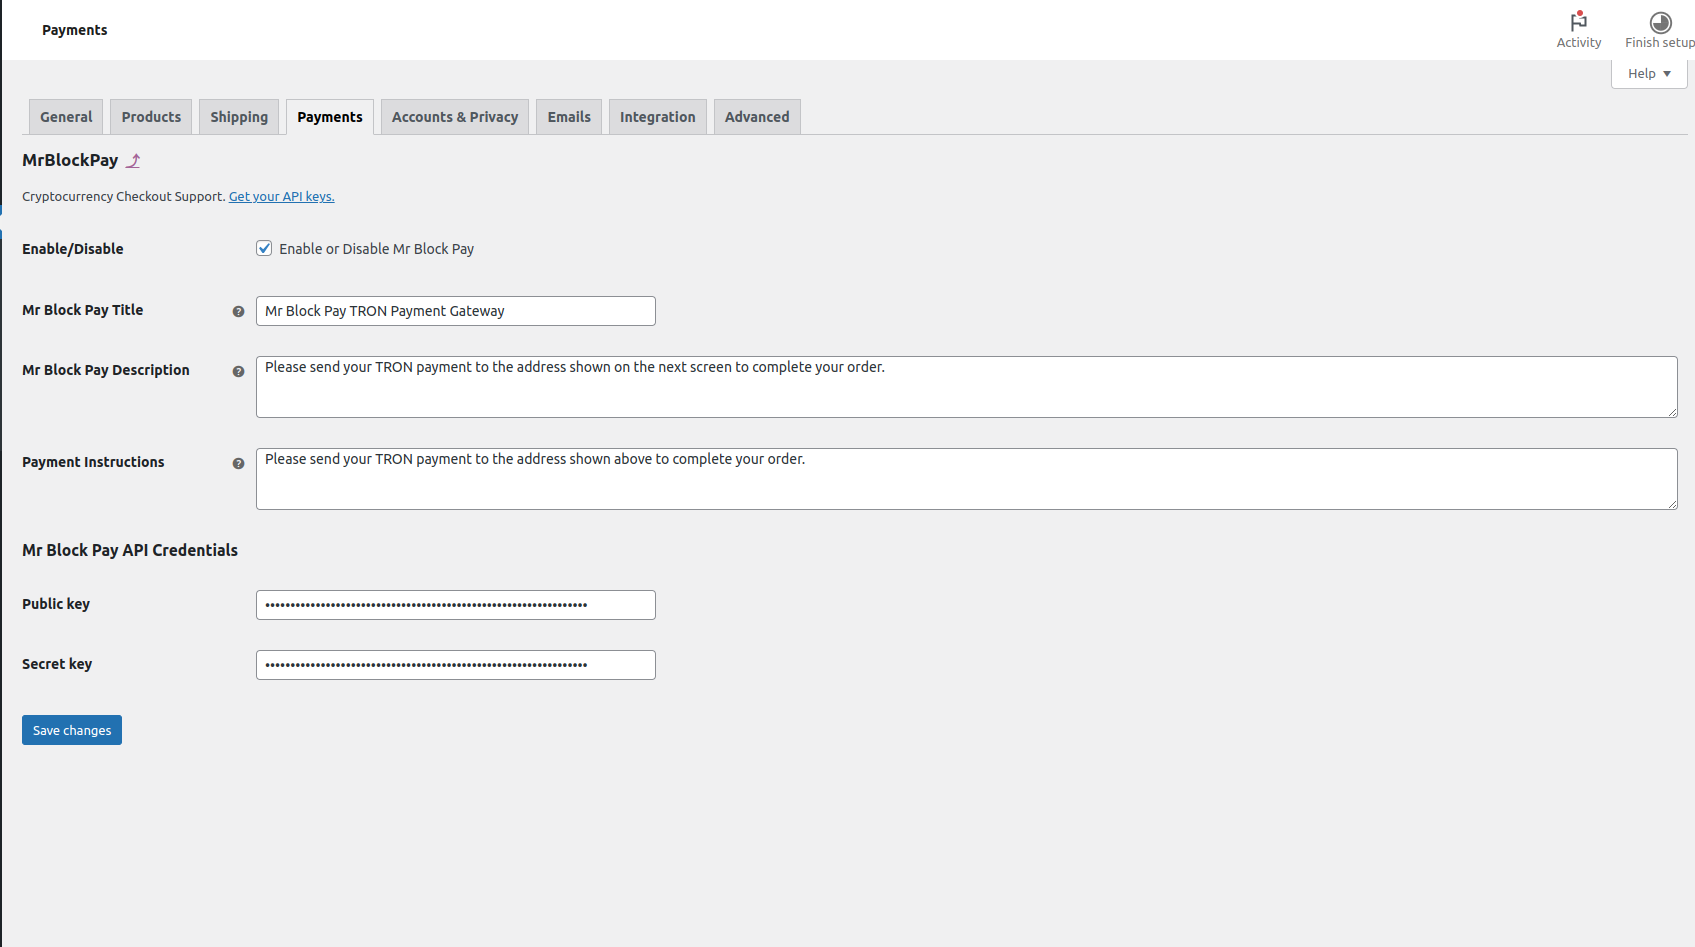 Payments
Activity
Finish setup
Help
General Products Shipping Payments Accounts & Privacy Emails Integration Advanced
MrBlockPay
Cryptocurrency Checkout Support. Get your API keys.
Enable/Disable Enable or Disable Mr Block Pay
Mr Block Pay Title Mr Block Pay TRON Payment Gateway
Mr Block Pay Description Please send your TRON payment to the address shown on the next screen to complete your order.
Payment Instructions Please send your TRON payment to the address shown above to complete your order.
Mr Block Pay API Credentials
Public key
Secret key
Save changes